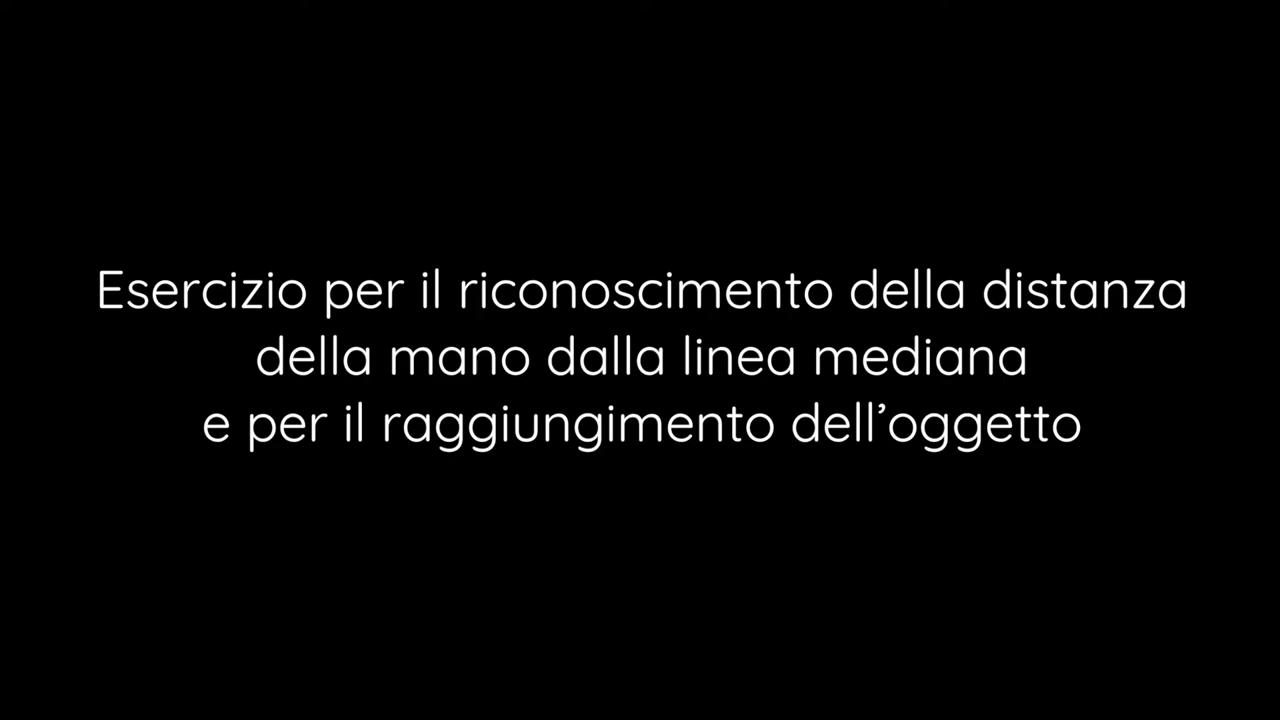 Esercizio per il riconoscimento della distanza
della mano dalla linea mediana
e per il raggiungimento dell’oggetto